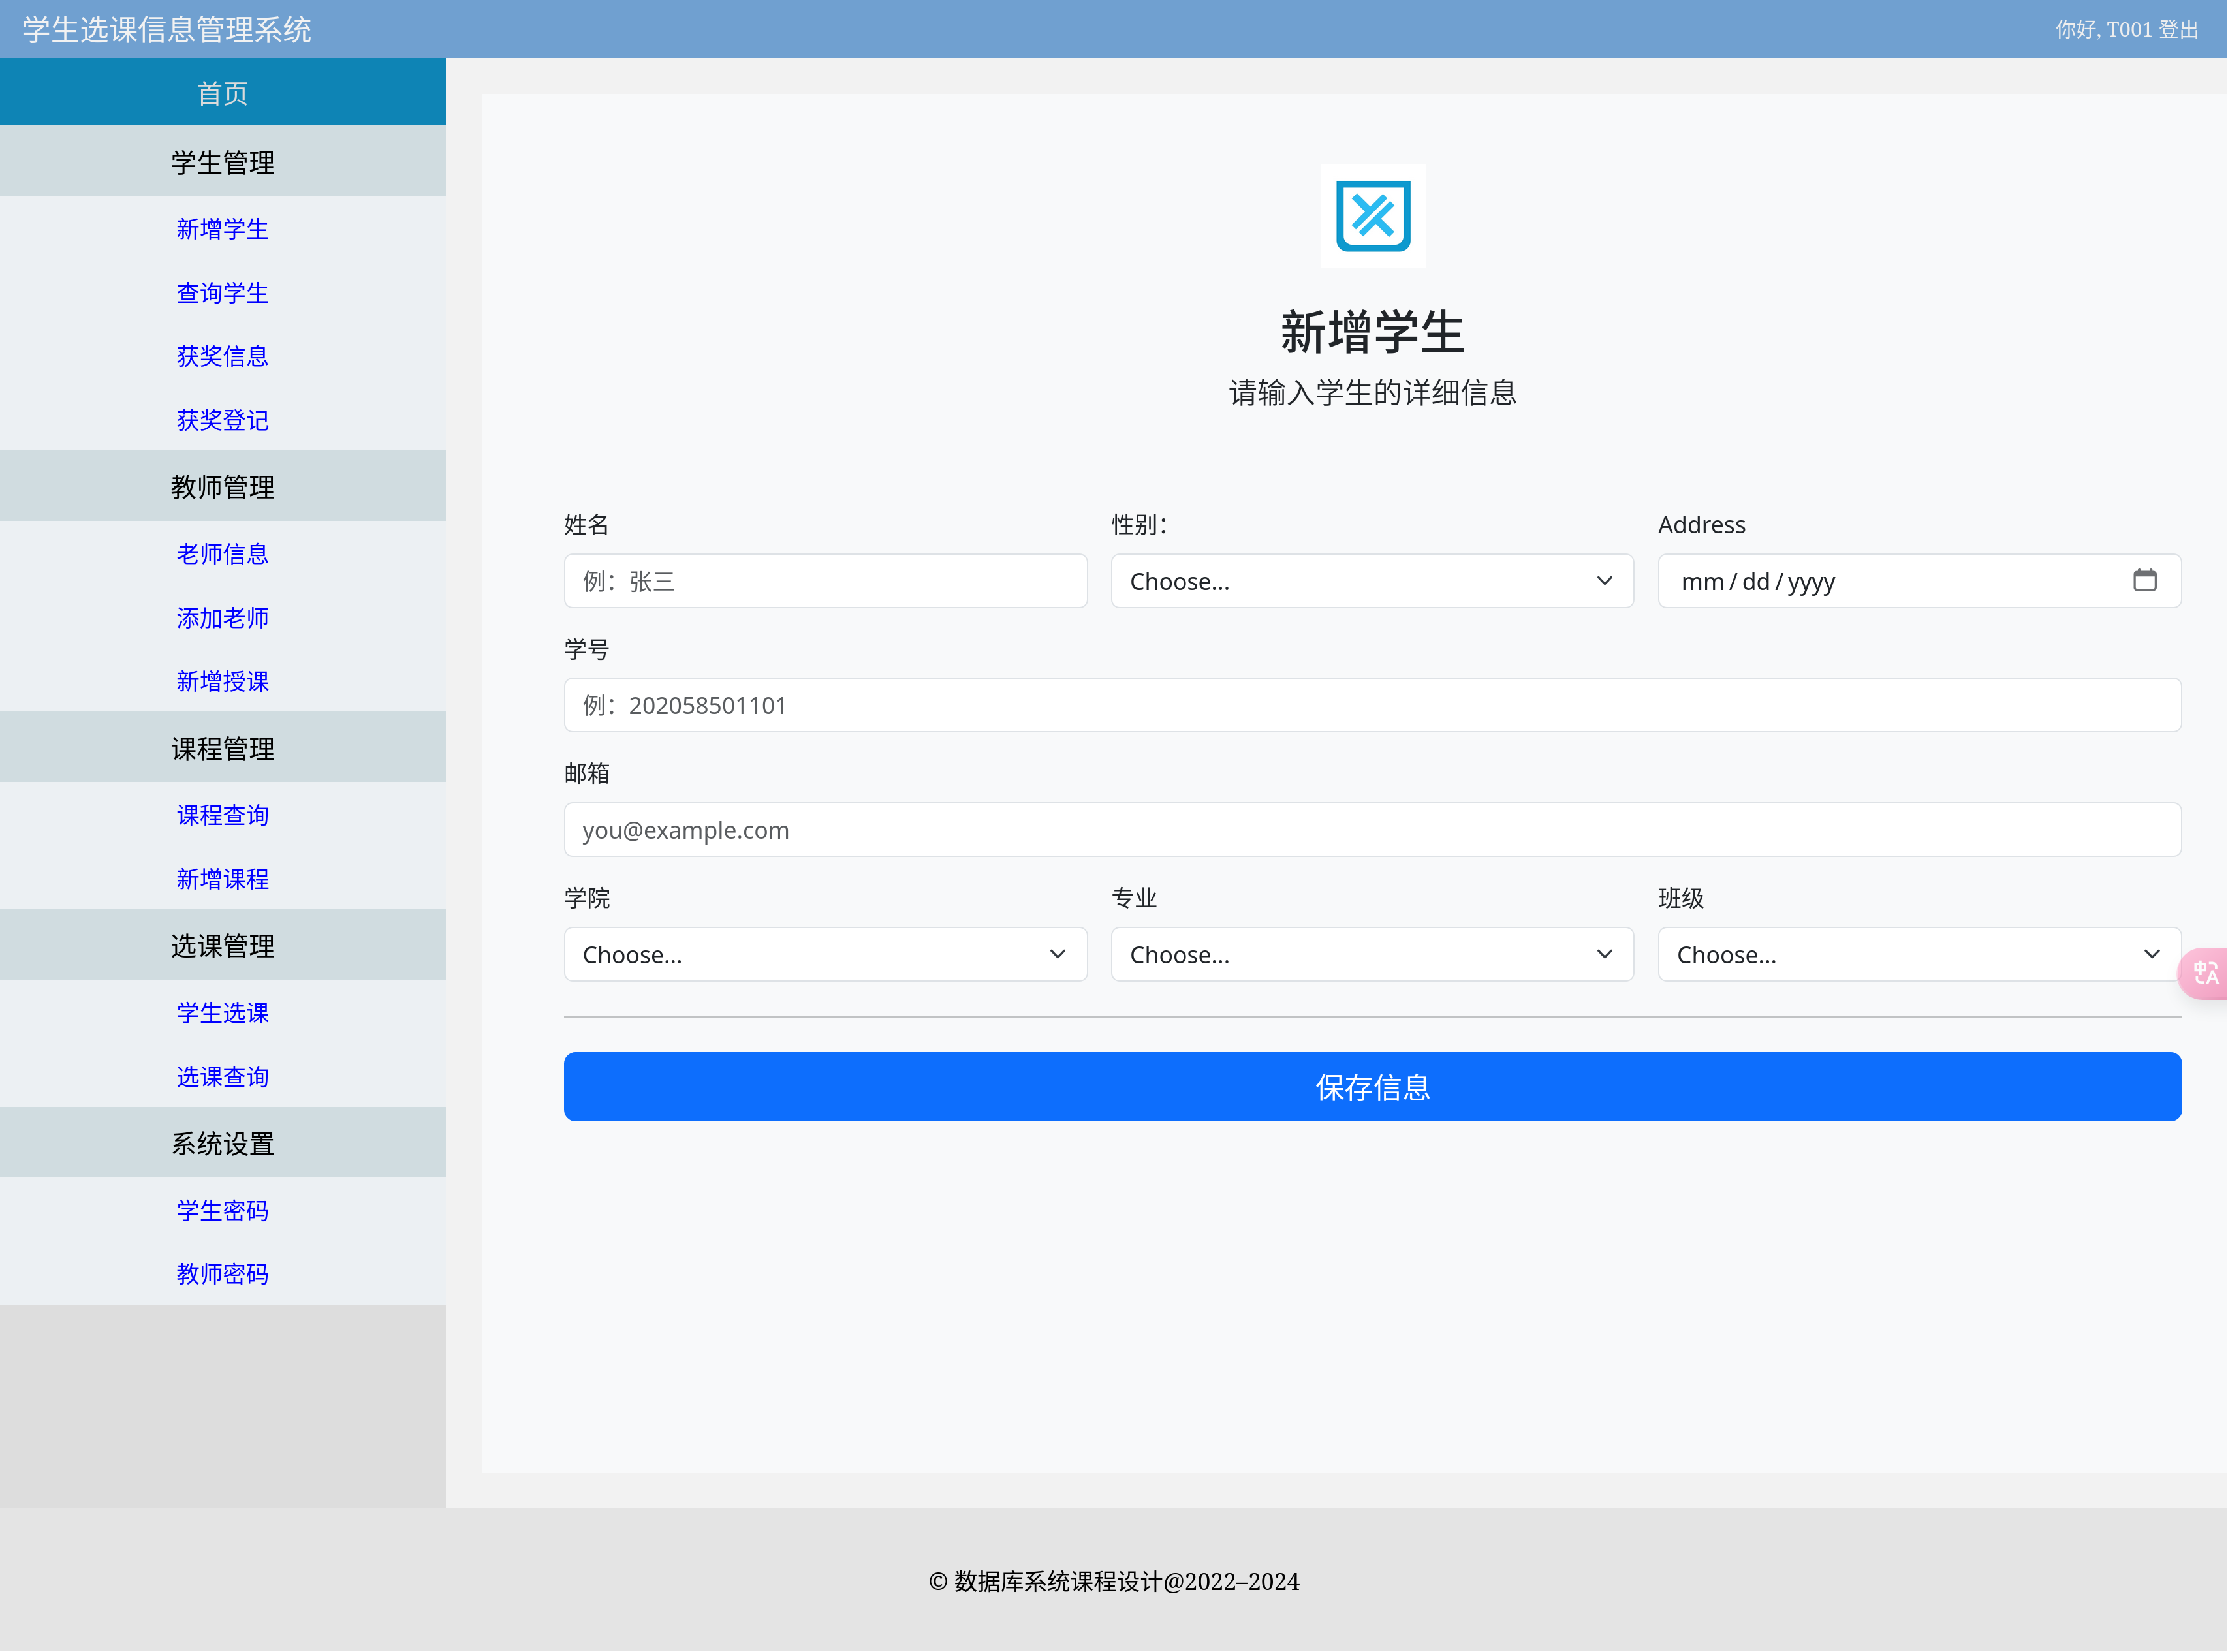 学生选课信息管理系统
你好, T001 登出
首页
学生管理
新增学生
查询学生
获奖信息
获奖登记
教师管理
老师信息
添加老师
新增授课
课程管理
课程查询
新增课程
选课管理
学生选课
选课查询
系统设置
学生密码
教师密码
新增学生
请输入学生的详细信息
姓名
性别：
Address
例：张三
Choose...
mm / dd / yyyy
学号
例：202058501101
邮箱
you@example.com
学院
专业
班级
Choose...
Choose...
Choose...
中A
保存信息
© 数据库系统课程设计@2022–2024